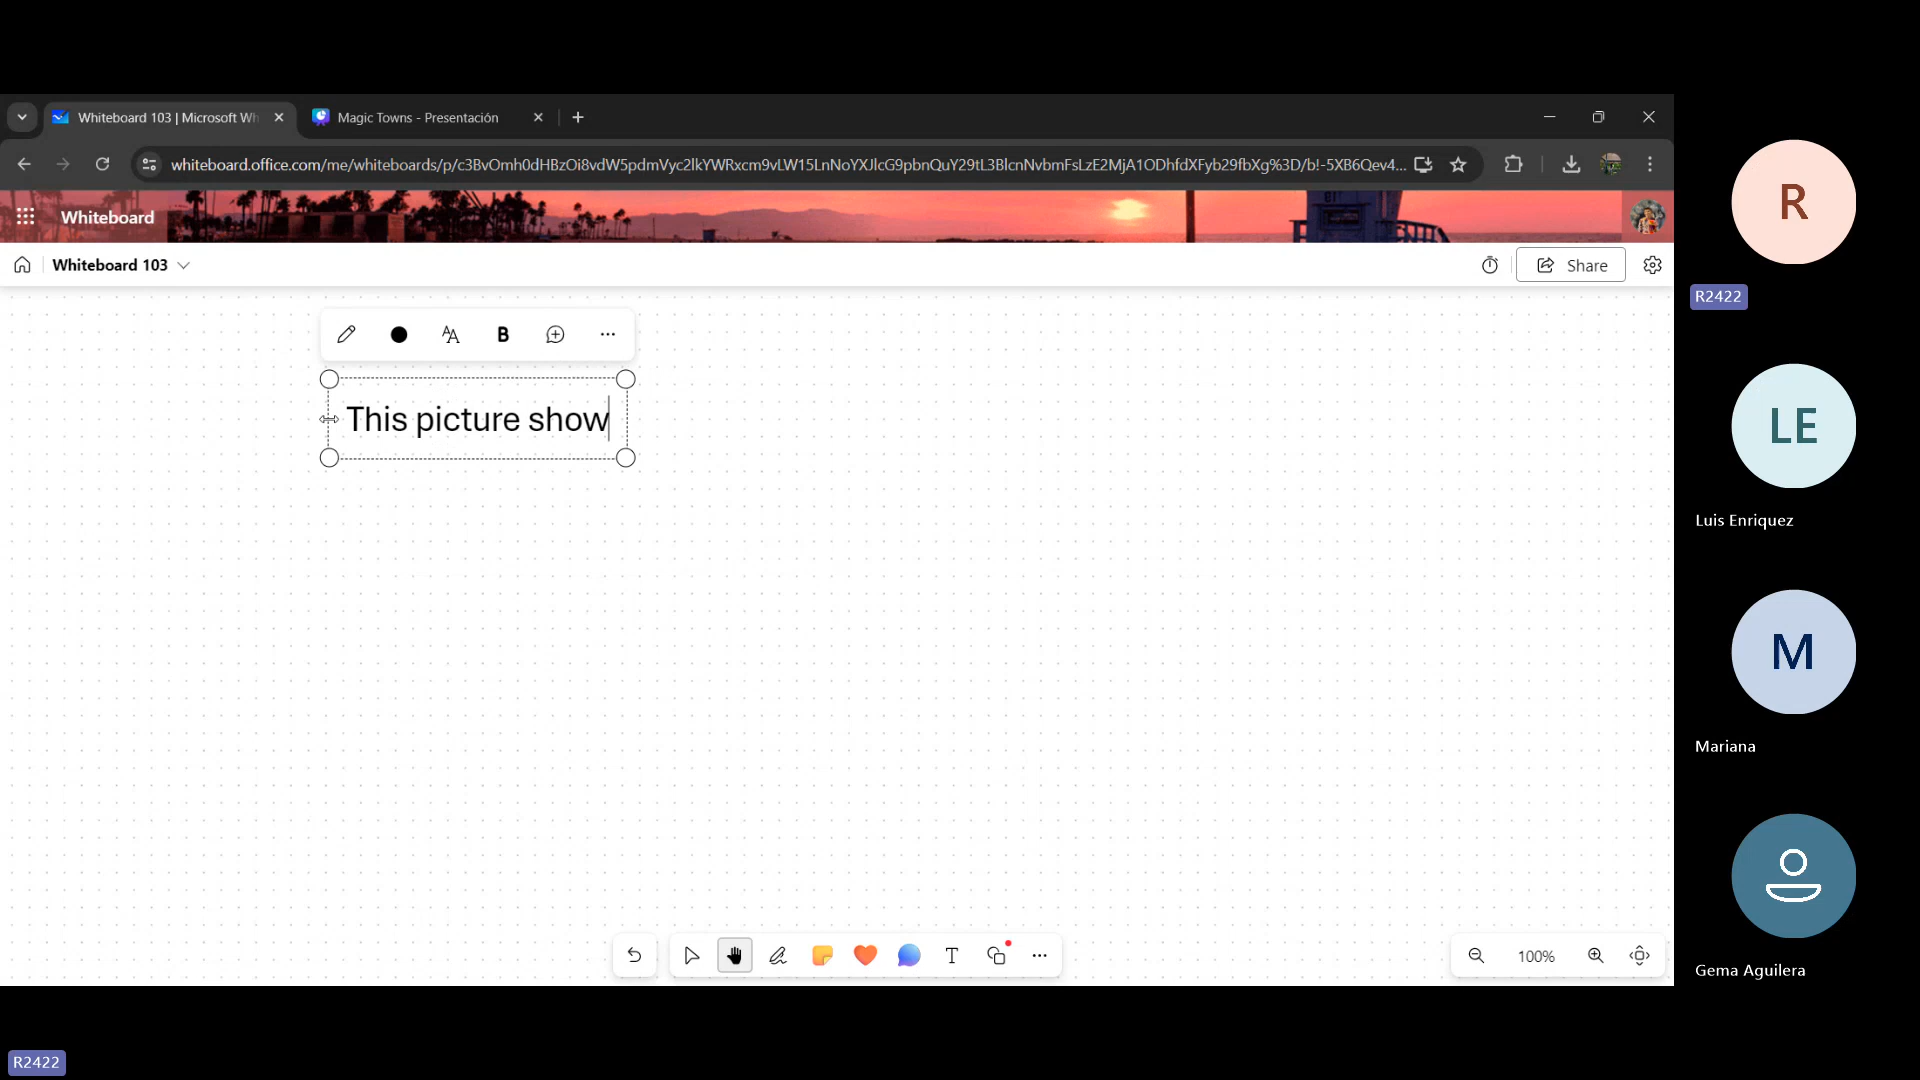 Whiteboard 103 | Microsoft Wh
Magic Towns - Presentación
whiteboard.office.com/me/whiteboards/p/c3BvOmh0dHBzOi8vdW5pdmVyc2lkYWRxcm9vLW15LnNoYXJlcG9pbnQuY29tL3BlcnNvbmFsLzE2MjA1ODhfdXFyb29fbXg%3D/b!-5XB6Qev4...
Whiteboard
Whiteboard 103
Share
B
This picture show
100%
R
R2422
LE
Luis Enriquez
M
Mariana
Gema Aguilera
R2422